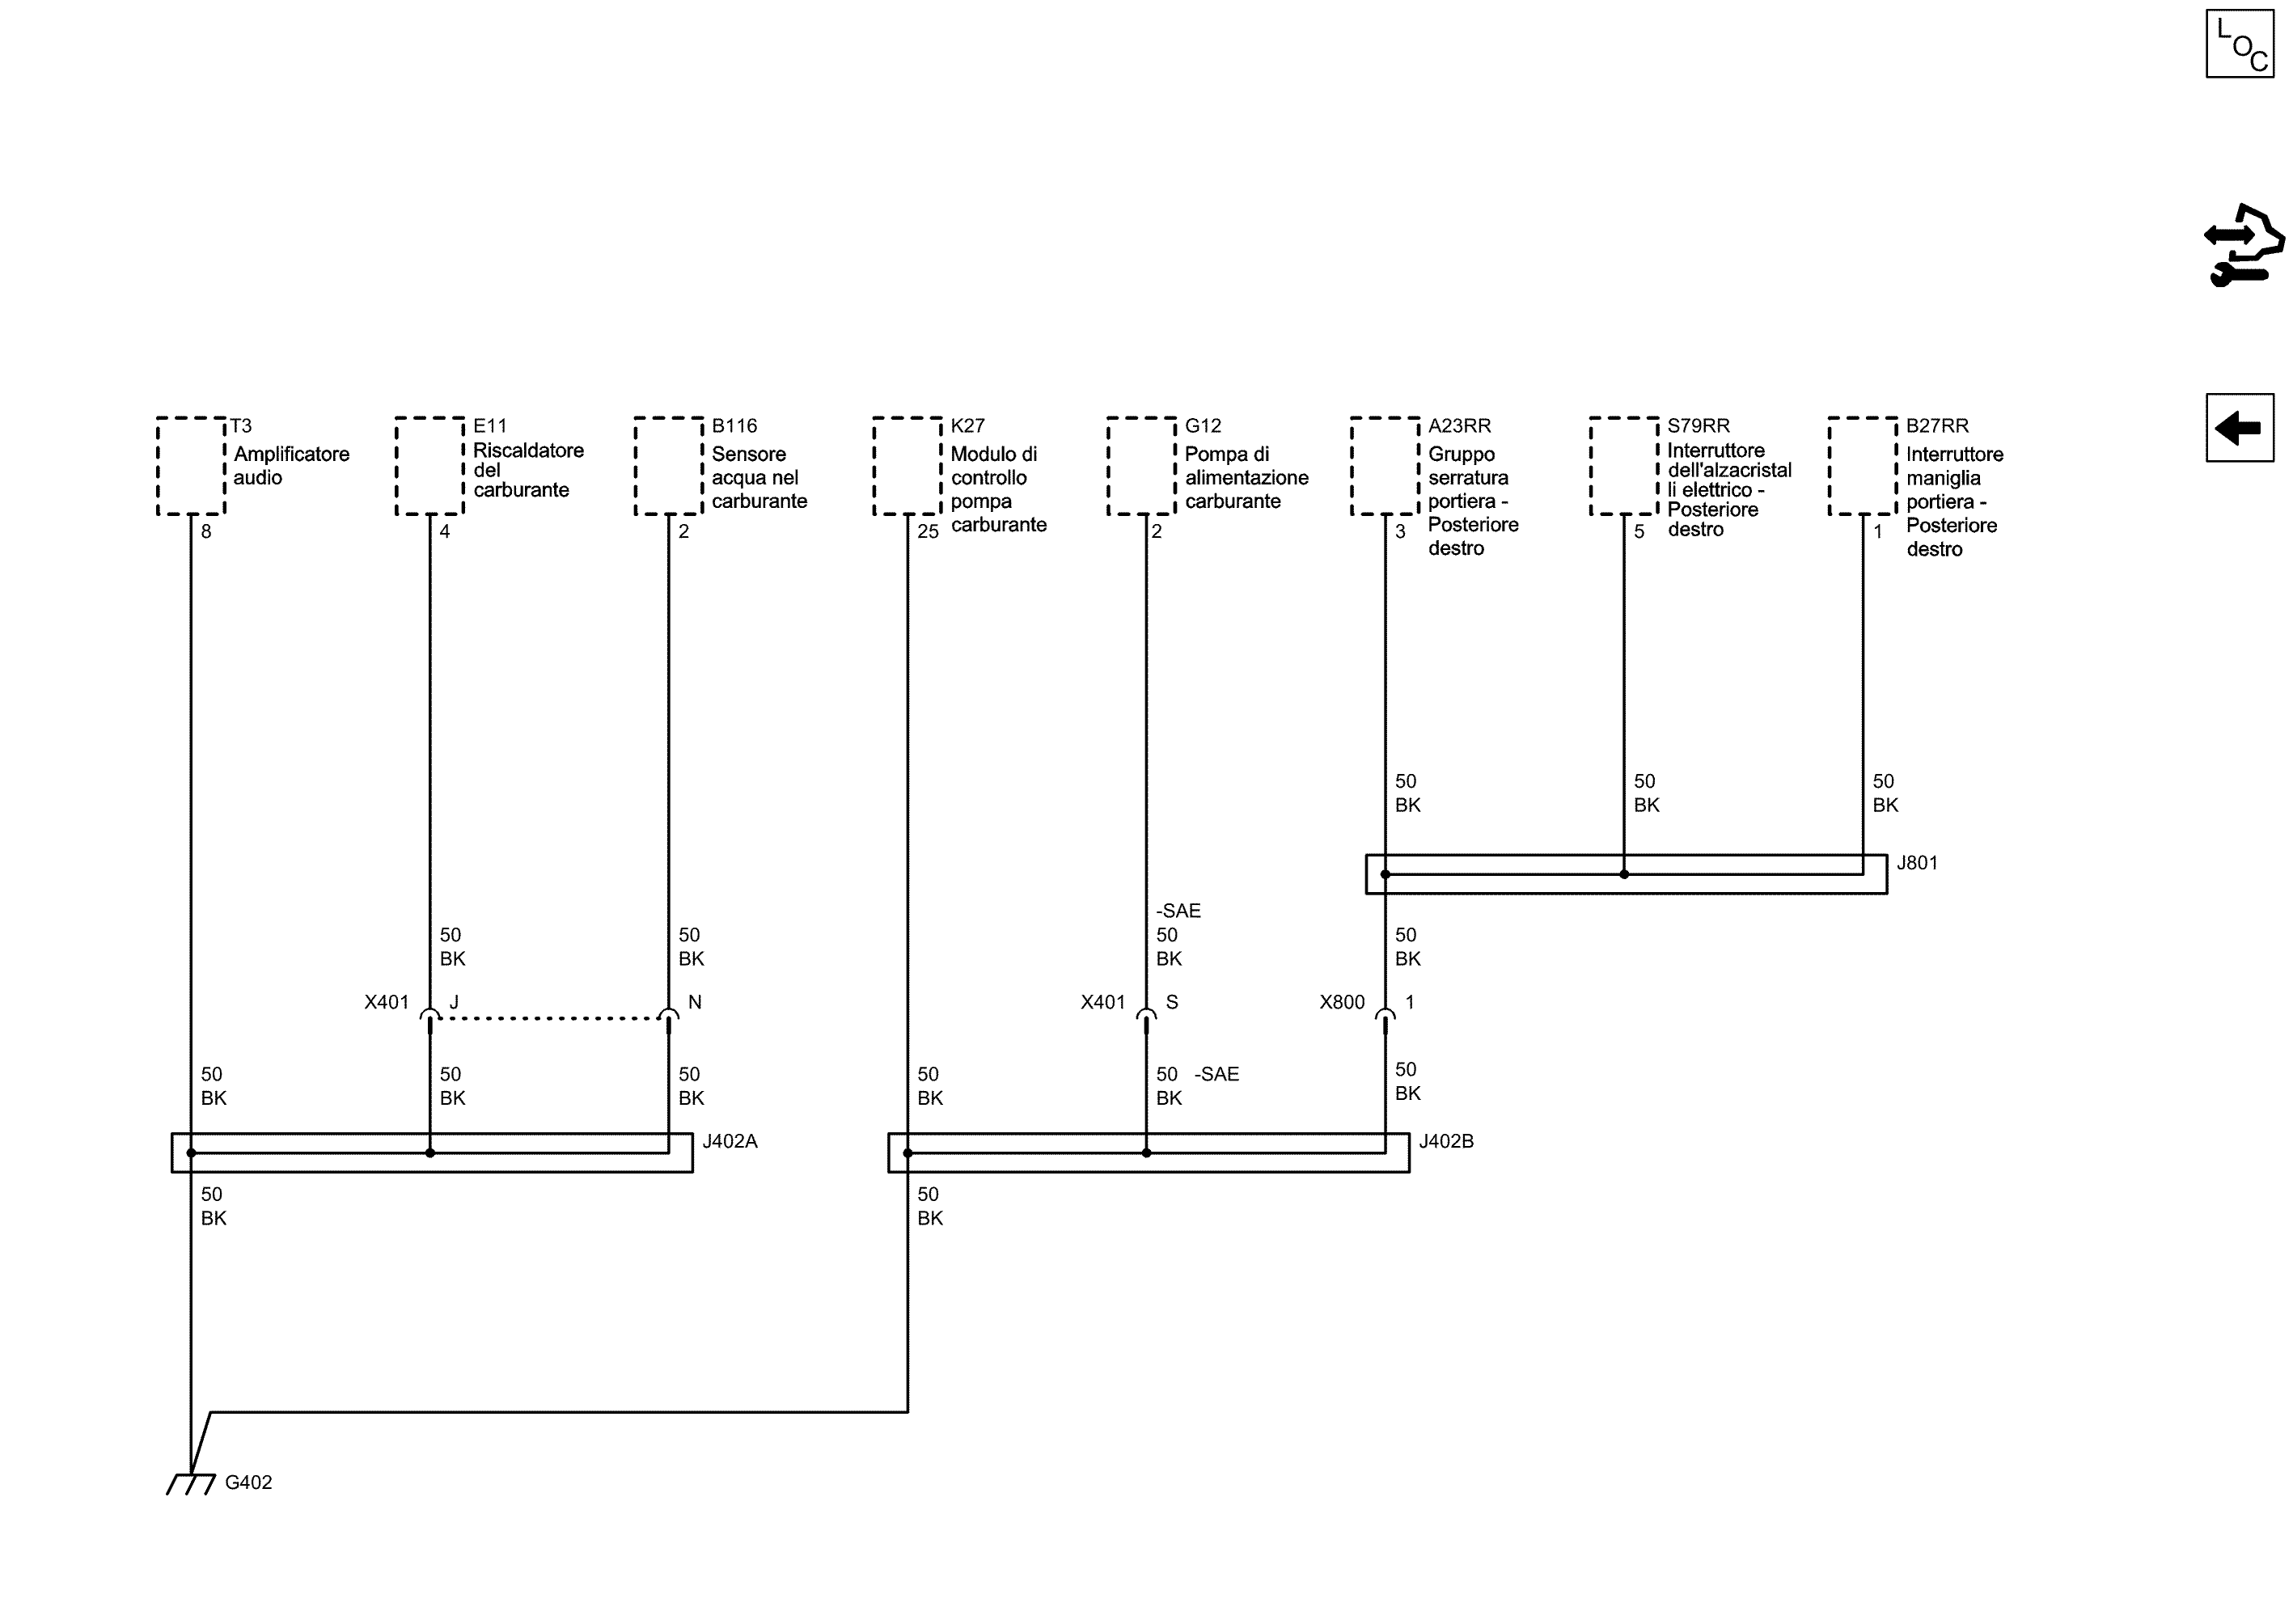 L
O
C
T3
Amplificatore
audio
8
E11
Riscaldatore
del
carburante
4
B116
Sensore
acqua nel
carburante
2
K27
Modulo di
controllo
pompa
carburante
25
G12
Pompa di
alimentazione
carburante
2
A23RR
Gruppo
serratura
portiera -
Posteriore
destro
3
S79RR
Interruttore
dell'alzacristal
li elettrico -
Posteriore
destro
5
B27RR
Interruttore
maniglia
portiera -
Posteriore
destro
1
50
BK
50
BK
50
BK
J801
50
BK
50
BK
-SAE
50
BK
50
BK
X401
J
N
X401
S
X800
1
50
BK
50
BK
50
BK
50
BK
50 -SAE
BK
50
BK
J402A
J402B
50
BK
50
BK
G402